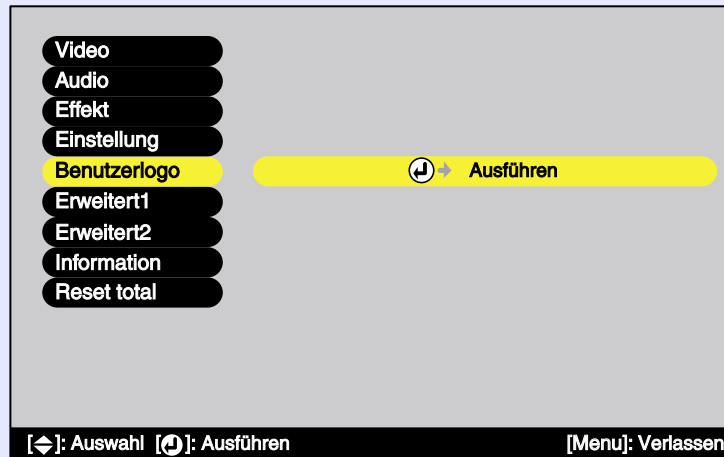 Video
Audio
Effekt
Einstellung
Benutzerlogo
Ausführen
Erweitert1
Erweitert2
Information
Reset total
[]: Auswahl []: Ausführen [Menu]: Verlassen